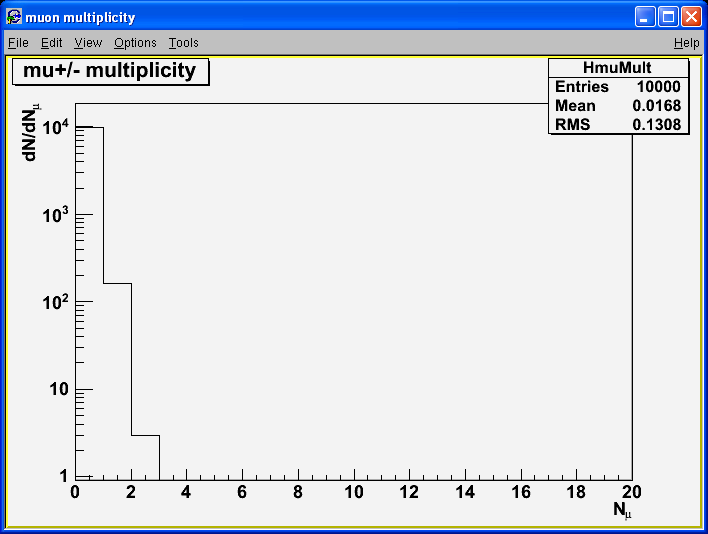 muon multiplicity
File Edit View Options Tools Help
mu+/- multiplicity
HmuMult
Entries 10000
Mean 0.0168
RMS 0.1308
dN/dNμ
10⁴
10³
10²
10
1
0 2 4 6 8 10 12 14 16 18 20
Nμ